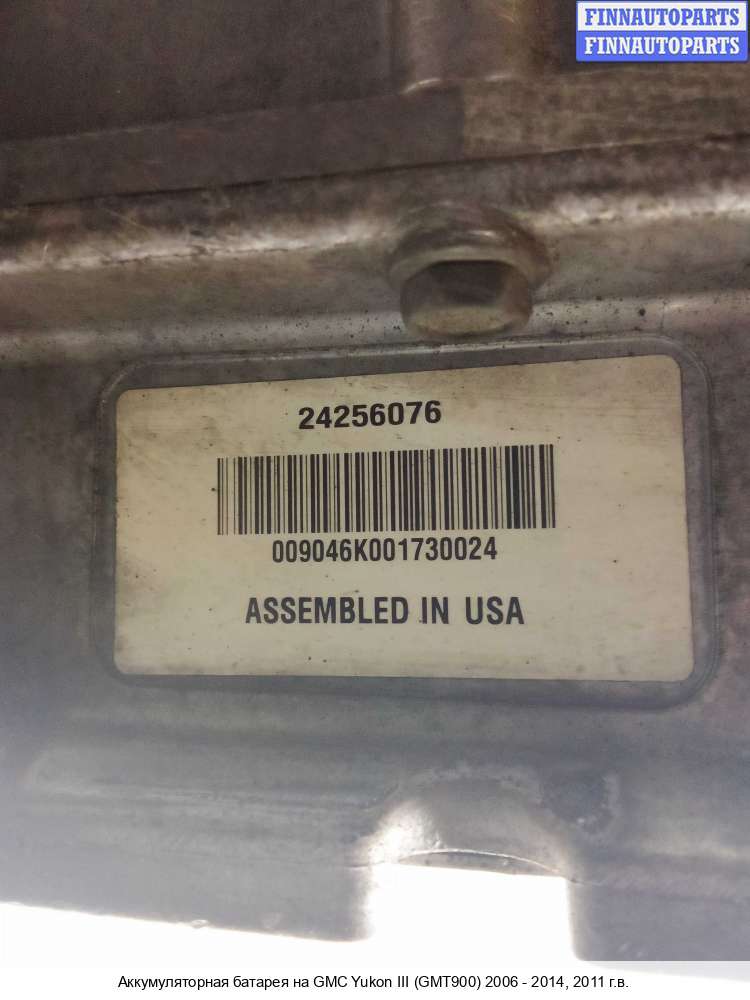 FINNAUTOPARTS
FINNAUTOPARTS
24256076
009046K001730024
ASSEMBLED IN USA
Аккумуляторная батарея на GMC Yukon III (GMT900) 2006 - 2014, 2011 г.в.